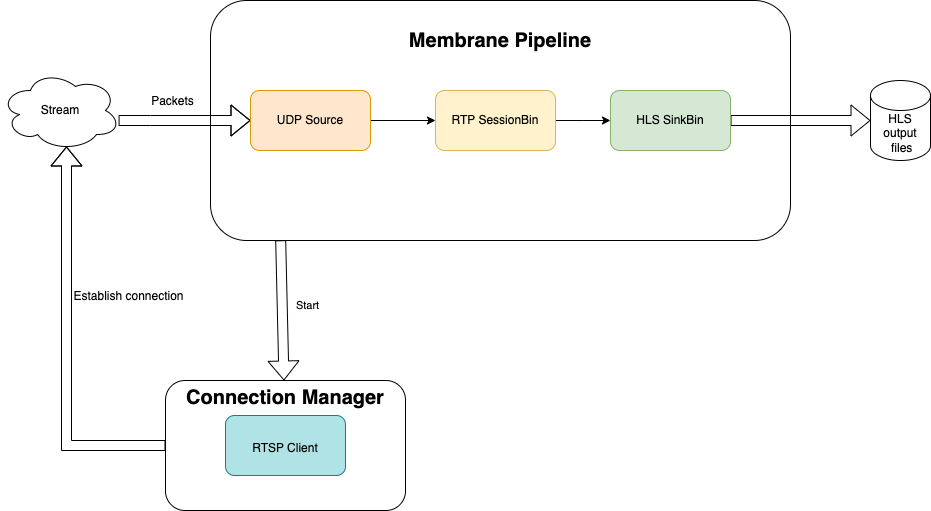 Membrane Pipeline
Stream
Packets
UDP Source
RTP SessionBin
HLS SinkBin
HLS
output
files
Establish connection
Start
Connection Manager
RTSP Client